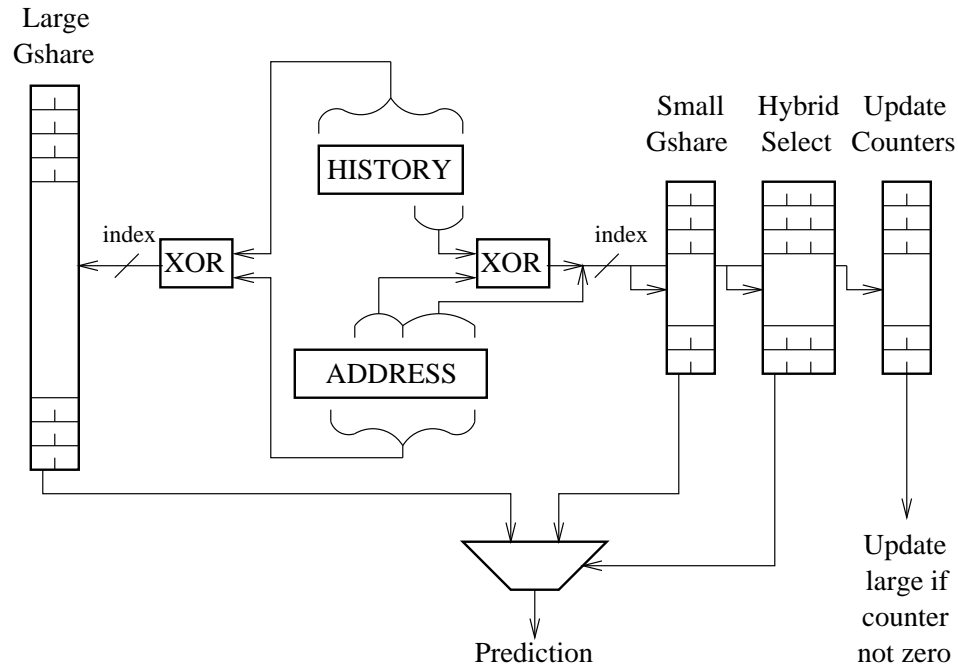 Large
Gshare
HISTORY
Small
Gshare
Hybrid
Select
Update
Counters
index
XOR
XOR
index
ADDRESS
Update
large if
counter
not zero
Prediction